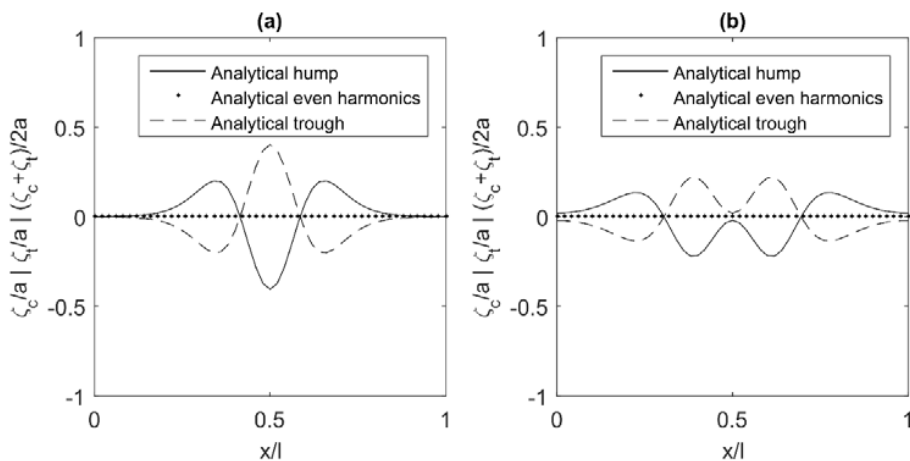 (a)
ζc/a | ζt/a | (ζc+ζt)/2a
1
0.5
0
-0.5
-1
Analytical hump
Analytical even harmonics
Analytical trough
0 0.5 1
x/l
(b)
ζc/a | ζt/a | (ζc+ζt)/2a
1
0.5
0
-0.5
-1
Analytical hump
Analytical even harmonics
Analytical trough
0 0.5 1
x/l